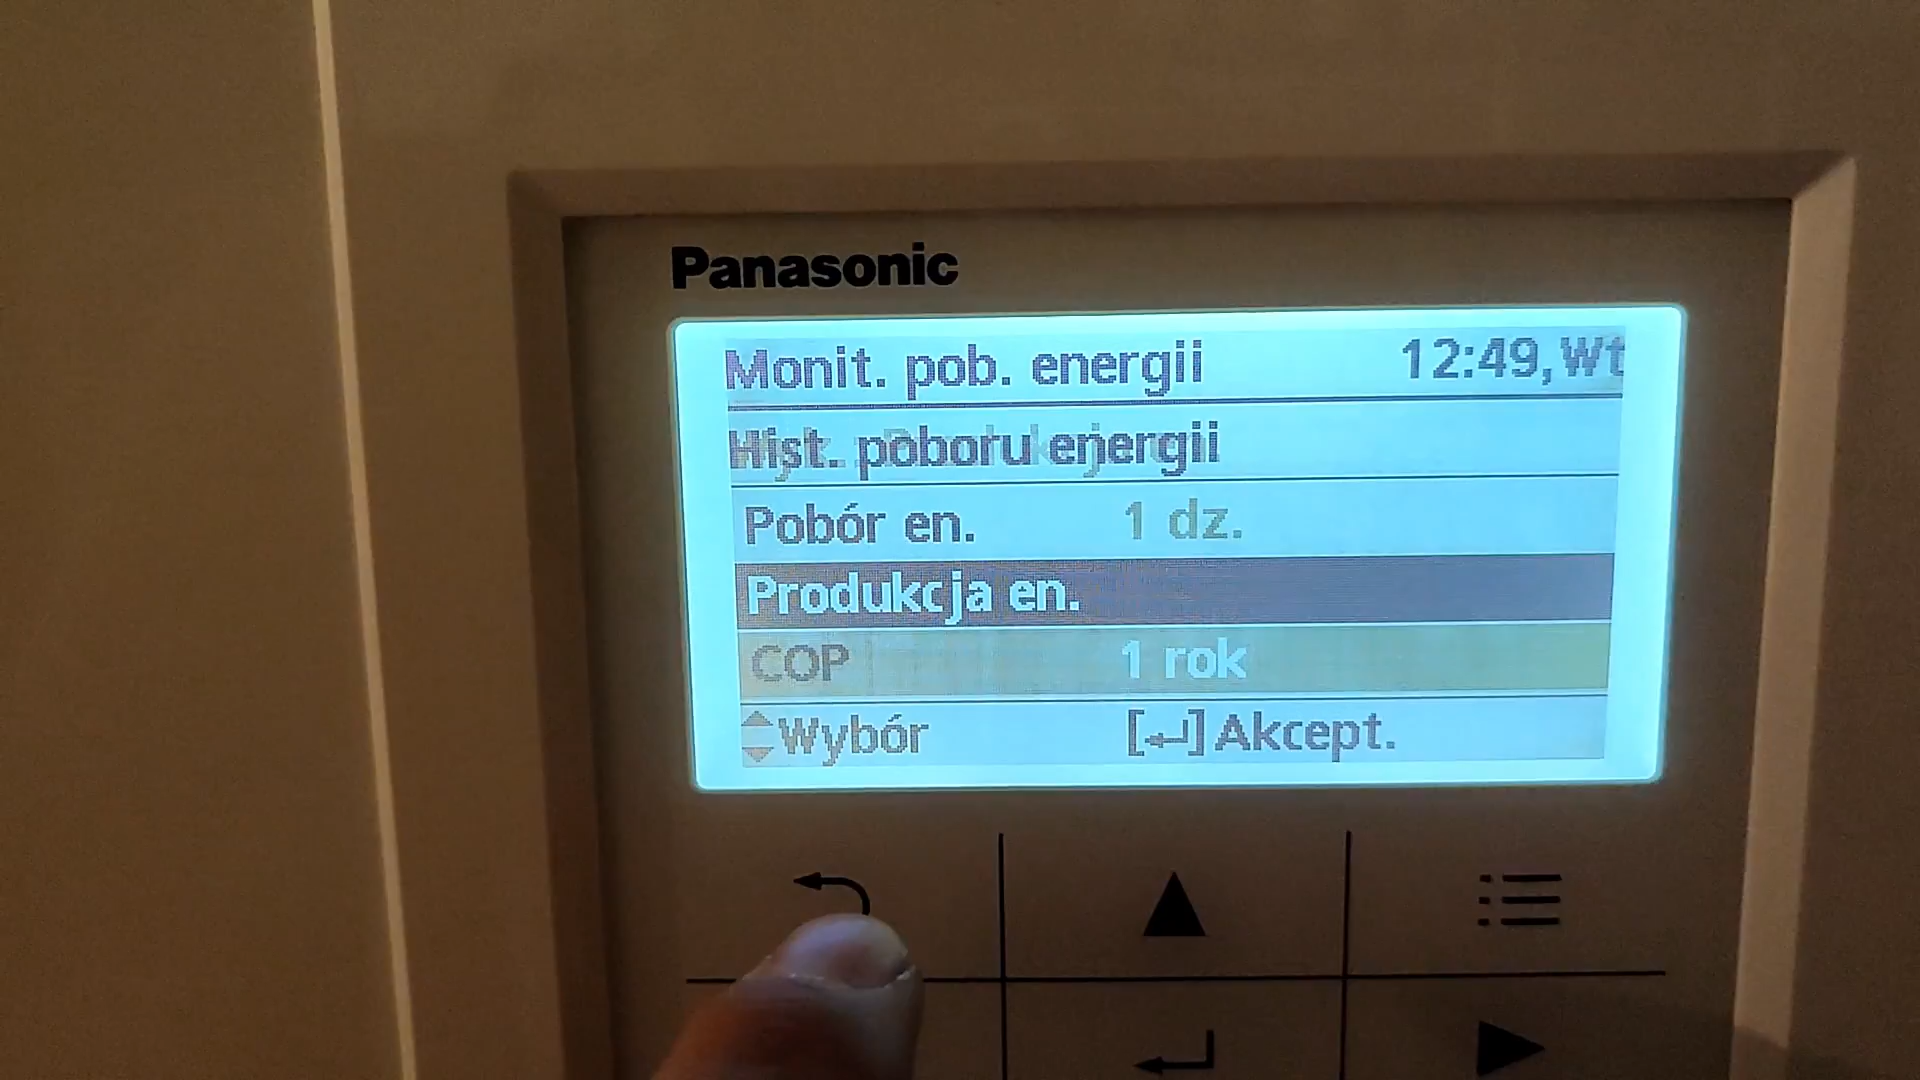 Panasonic
Monit. pob. energii 12:49,Wt
Hist. poboru energii
Pobór en. 1 dz.
Produkcja en.
COP 1 rok
Wybór [↵]Akcept.